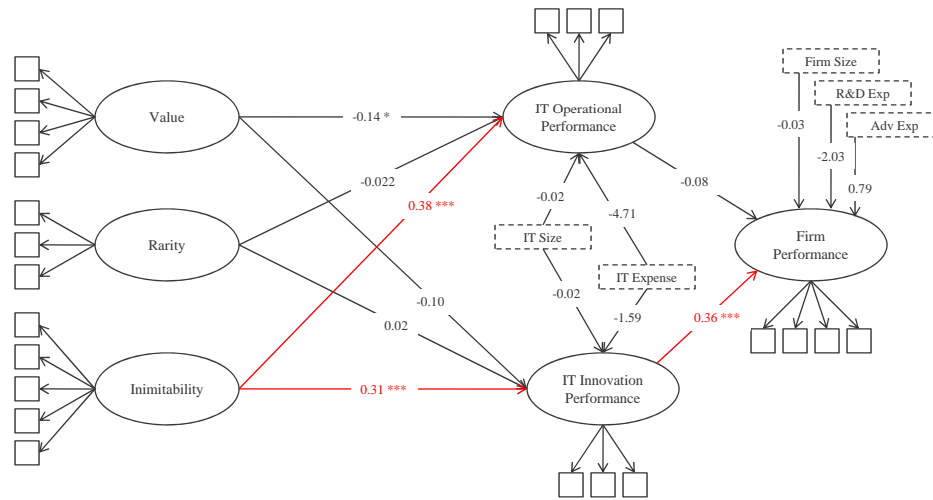 Firm Size
R&D Exp
Adv Exp
Value
-0.14 *
IT Operational
Performance
-0.03
-2.03
0.79
-0.022
-0.08
0.38 ***
-0.02
-4.71
Rarity
IT Size
Firm
Performance
IT Expense
-0.10
-0.02
0.02
-1.59
0.36 ***
Inimitability
0.31 ***
IT Innovation
Performance